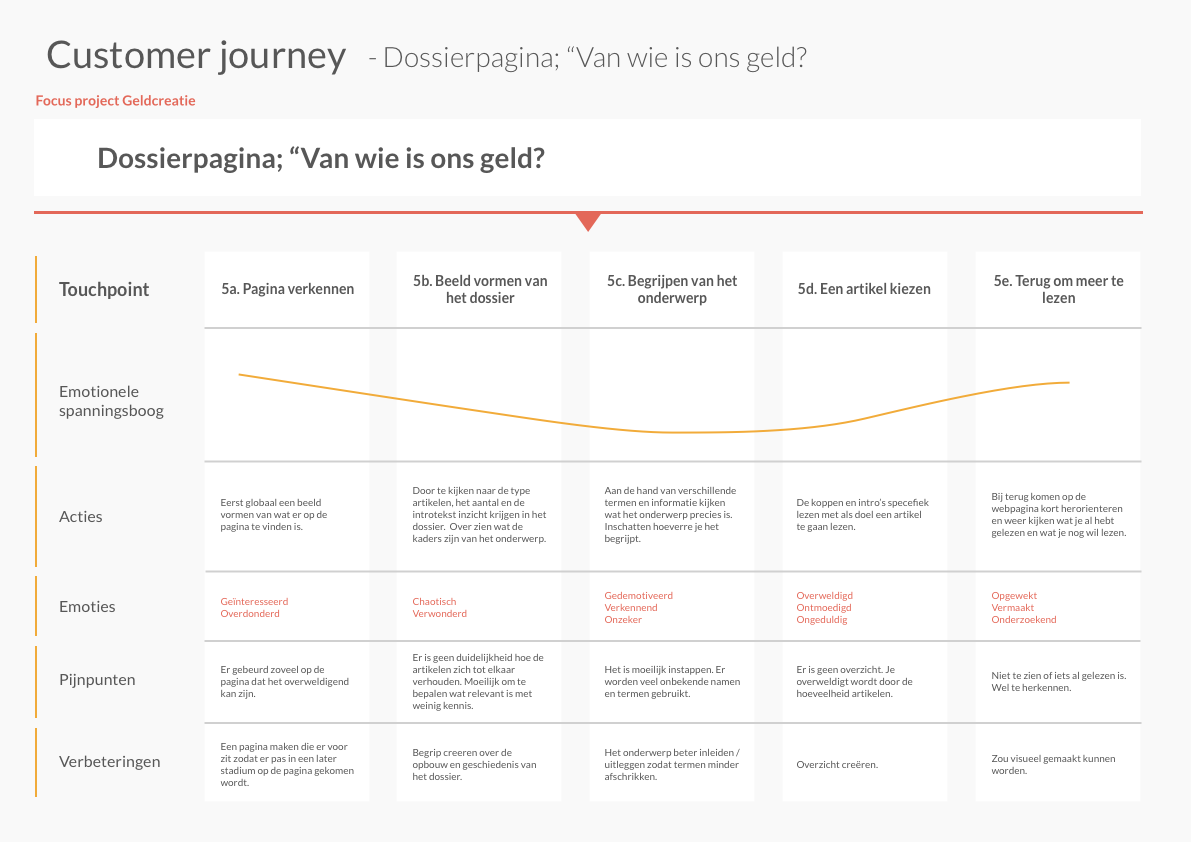 Customer journey - Dossierpagina; “Van wie is ons geld?
Focus project Geldcreatie
Dossierpagina; “Van wie is ons geld?
Touchpoint
5a. Pagina verkennen
5b. Beeld vormen van
het dossier
5c. Begrijpen van het
onderwerp
5d. Een artikel kiezen
5e. Terug om meer te
lezen
Emotionele
spanningsboog
Acties
Eerst globaal een beeld
vormen van wat er op de
pagina te vinden is.
Door te kijken naar de type
artikelen, het aantal en de
introtekst inzicht krijgen in het
dossier. Over zien wat de
kaders zijn van het onderwerp.
Aan de hand van verschillende
termen en informatie kijken
wat het onderwerp precies is.
Inschatten hoeverre je het
begrijpt.
De koppen en intro’s specefiek
lezen met als doel een artikel
te gaan lezen.
Bij terug komen op de
webpagina kort herorienteren
en weer kijken wat je al hebt
gelezen en wat je nog wil lezen.
Emoties
Geïnteresseerd
Overdonderd
Chaotisch
Verwonderd
Gedemotiveerd
Verkennend
Onzeker
Overweldigd
Ontmoedigd
Ongeduldig
Opgewekt
Vermaakt
Onderzoekend
Pijnpunten
Er gebeurd zoveel op de
pagina dat het overweldigend
kan zijn.
Er is geen duidelijkheid hoe de
artikelen zich tot elkaar
verhouden. Moeilijk om te
bepalen wat relevant is met
weinig kennis.
Het is moeilijk instappen. Er
worden veel onbekende namen
en termen gebruikt.
Er is geen overzicht. Je
overweldigt wordt door de
hoeveelheid artikelen.
Niet te zien of iets al gelezen is.
Wel te herkennen.
Verbeteringen
Een pagina maken die er voor
zit zodat er pas in een later
stadium op de pagina gekomen
wordt.
Begrip creeren over de
opbouw en geschiedenis van
het dossier.
Het onderwerp beter inleiden /
uitleggen zodat termen minder
afschrikken.
Overzicht creëren.
Zou visueel gemaakt kunnen
worden.